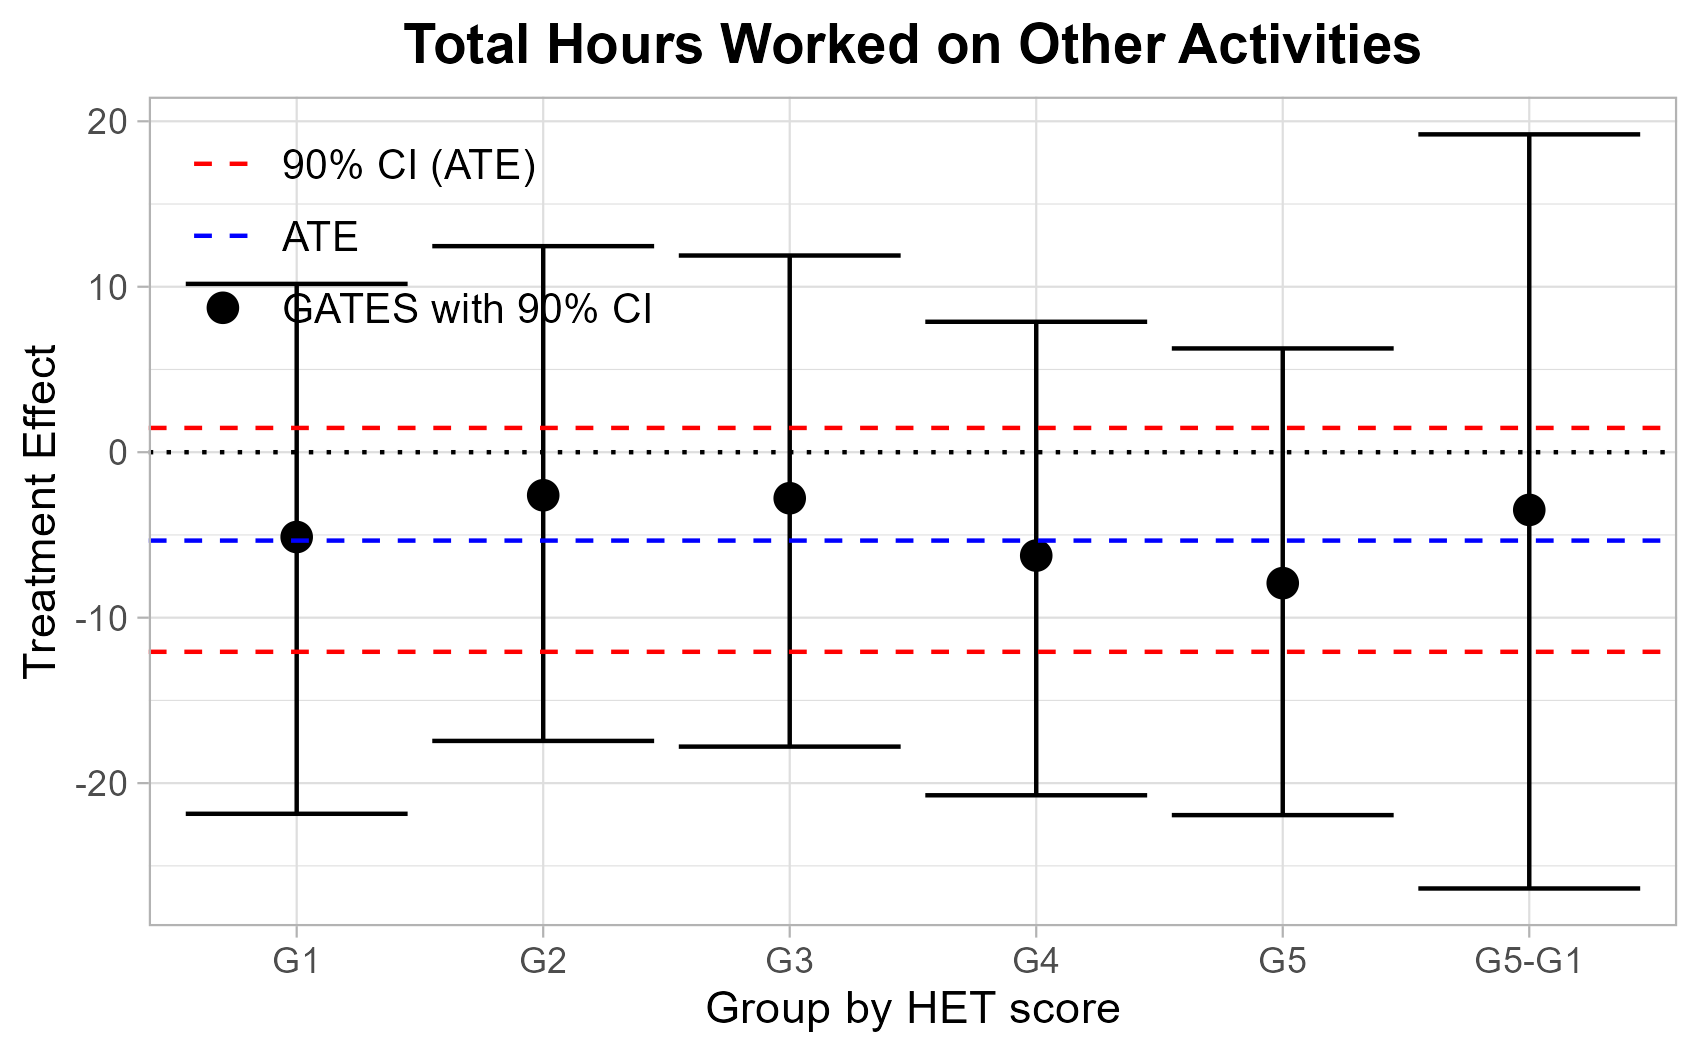 Total Hours Worked on Other Activities
90% CI (ATE)
ATE
GATES with 90% CI
Treatment Effect
20
10
0
-10
-20
G1 G2 G3 G4 G5 G5-G1
Group by HET score